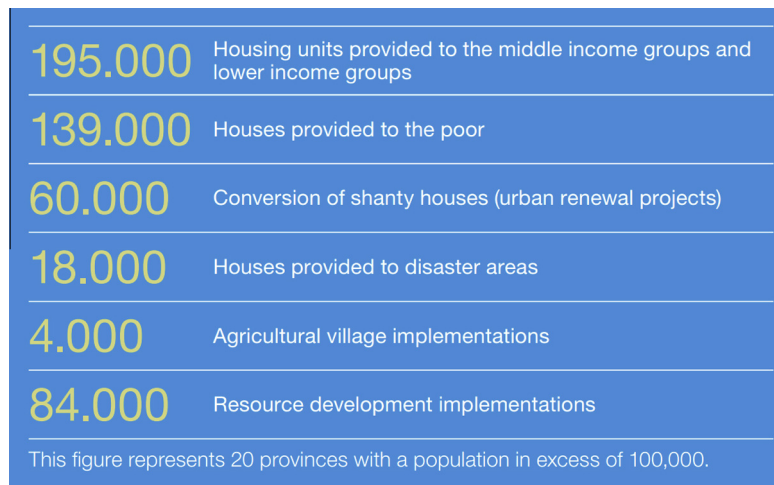 195.000 Housing units provided to the middle income groups and
lower income groups
139.000 Houses provided to the poor
60.000 Conversion of shanty houses (urban renewal projects)
18.000 Houses provided to disaster areas
4.000 Agricultural village implementations
84.000 Resource development implementations
This figure represents 20 provinces with a population in excess of 100,000.